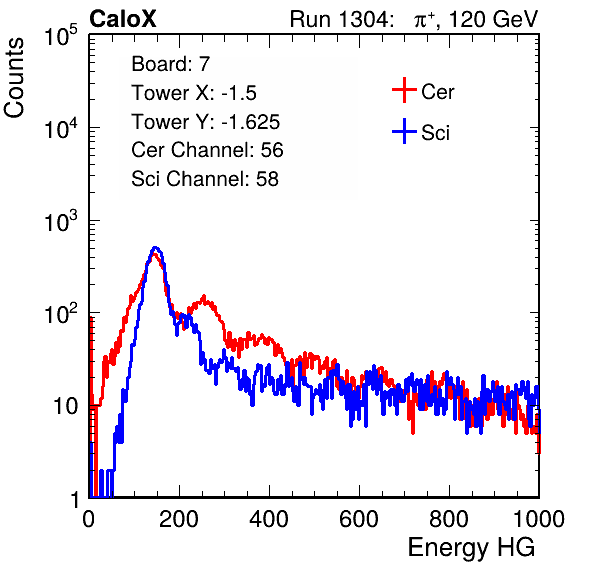 CaloX Run 1304: π⁺, 120 GeV
Counts
10⁵
10⁴
10³
10²
10
1
Board: 7
Tower X: -1.5
Tower Y: -1.625
Cer Channel: 56
Sci Channel: 58
Cer
Sci
0 200 400 600 800 1000
Energy HG